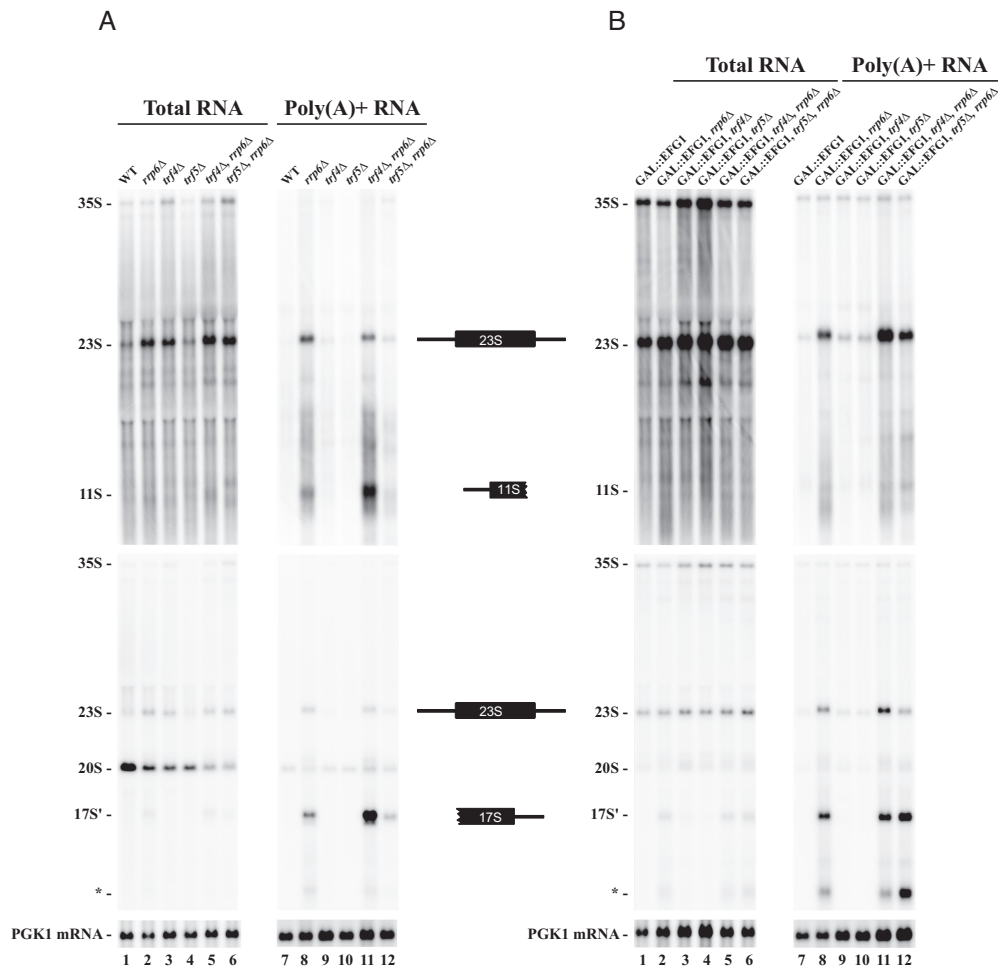 A
B
Total RNA
Poly(A)+ RNA
Total RNA
Poly(A)+ RNA
WT
rrp6Δ
trf4Δ
trf5Δ
trf4Δ, rrp6Δ
trf5Δ, rrp6Δ
WT
rrp6Δ
trf4Δ
trf5Δ
trf4Δ, rrp6Δ
trf5Δ, rrp6Δ
GAL::EFG1
GAL::EFG1, rrp6Δ
GAL::EFG1, trf4Δ
GAL::EFG1, trf5Δ
GAL::EFG1, trf4Δ, rrp6Δ
GAL::EFG1, trf5Δ, rrp6Δ
GAL::EFG1
GAL::EFG1, rrp6Δ
GAL::EFG1, trf4Δ
GAL::EFG1, trf5Δ
GAL::EFG1, trf4Δ, rrp6Δ
GAL::EFG1, trf5Δ, rrp6Δ
35S -
35S -
23S -
23S
23S -
11S -
11S
11S -
35S -
35S -
23S -
23S
23S -
20S -
20S -
17S' -
17S
17S' -
* -
* -
PGK1 mRNA -
PGK1 mRNA -
1 2 3 4 5 6 7 8 9 10 11 12
1 2 3 4 5 6 7 8 9 10 11 12